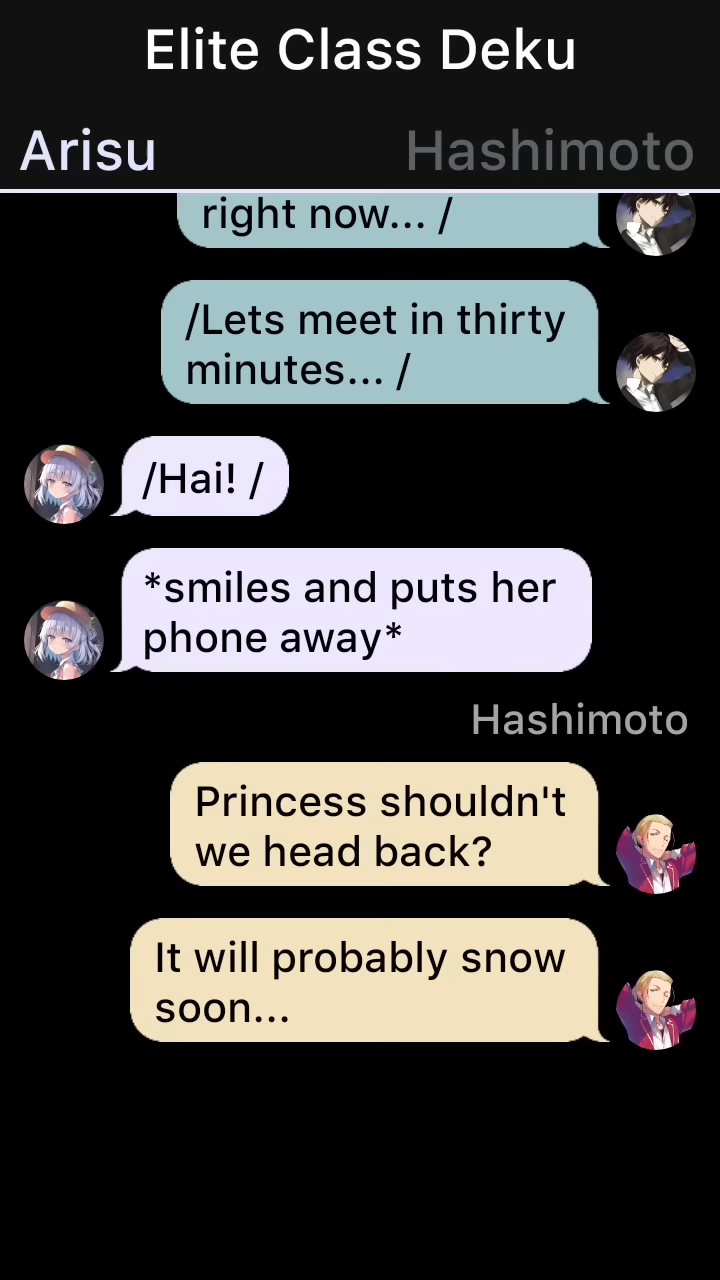 Elite Class Deku
Arisu
Hashimoto
right now... /
/Lets meet in thirty
minutes... /
/Hai! /
*smiles and puts her
phone away*
Hashimoto
Princess shouldn't
we head back?
It will probably snow
soon...